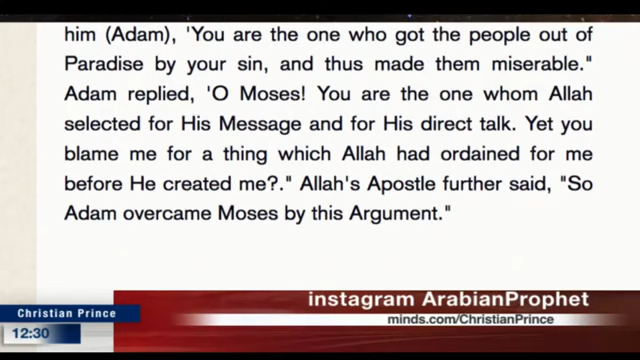 him (Adam), 'You are the one who got the people out of
Paradise by your sin, and thus made them miserable."
Adam replied, 'O Moses! You are the one whom Allah
selected for His Message and for His direct talk. Yet you
blame me for a thing which Allah had ordained for me
before He created me?." Allah's Apostle further said, "So
Adam overcame Moses by this Argument."
instagram ArabianProphet
Christian Prince
minds.com/ChristianPrince
12:30